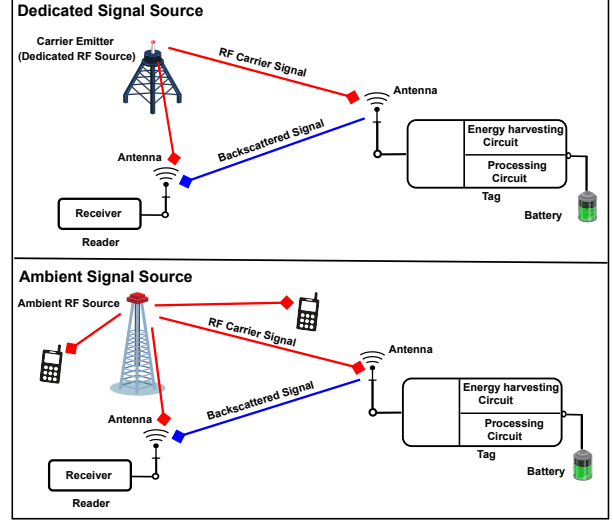 Dedicated Signal Source
Carrier Emitter
(Dedicated RF Source)
RF Carrier Signal
Antenna
Backscattered Signal
Energy harvesting
Circuit
Processing
Circuit
Antenna
Tag
Battery
Receiver
Reader
Ambient Signal Source
Ambient RF Source
RF Carrier Signal
Antenna
Backscattered Signal
Energy harvesting
Circuit
Processing
Circuit
Antenna
Tag
Battery
Receiver
Reader